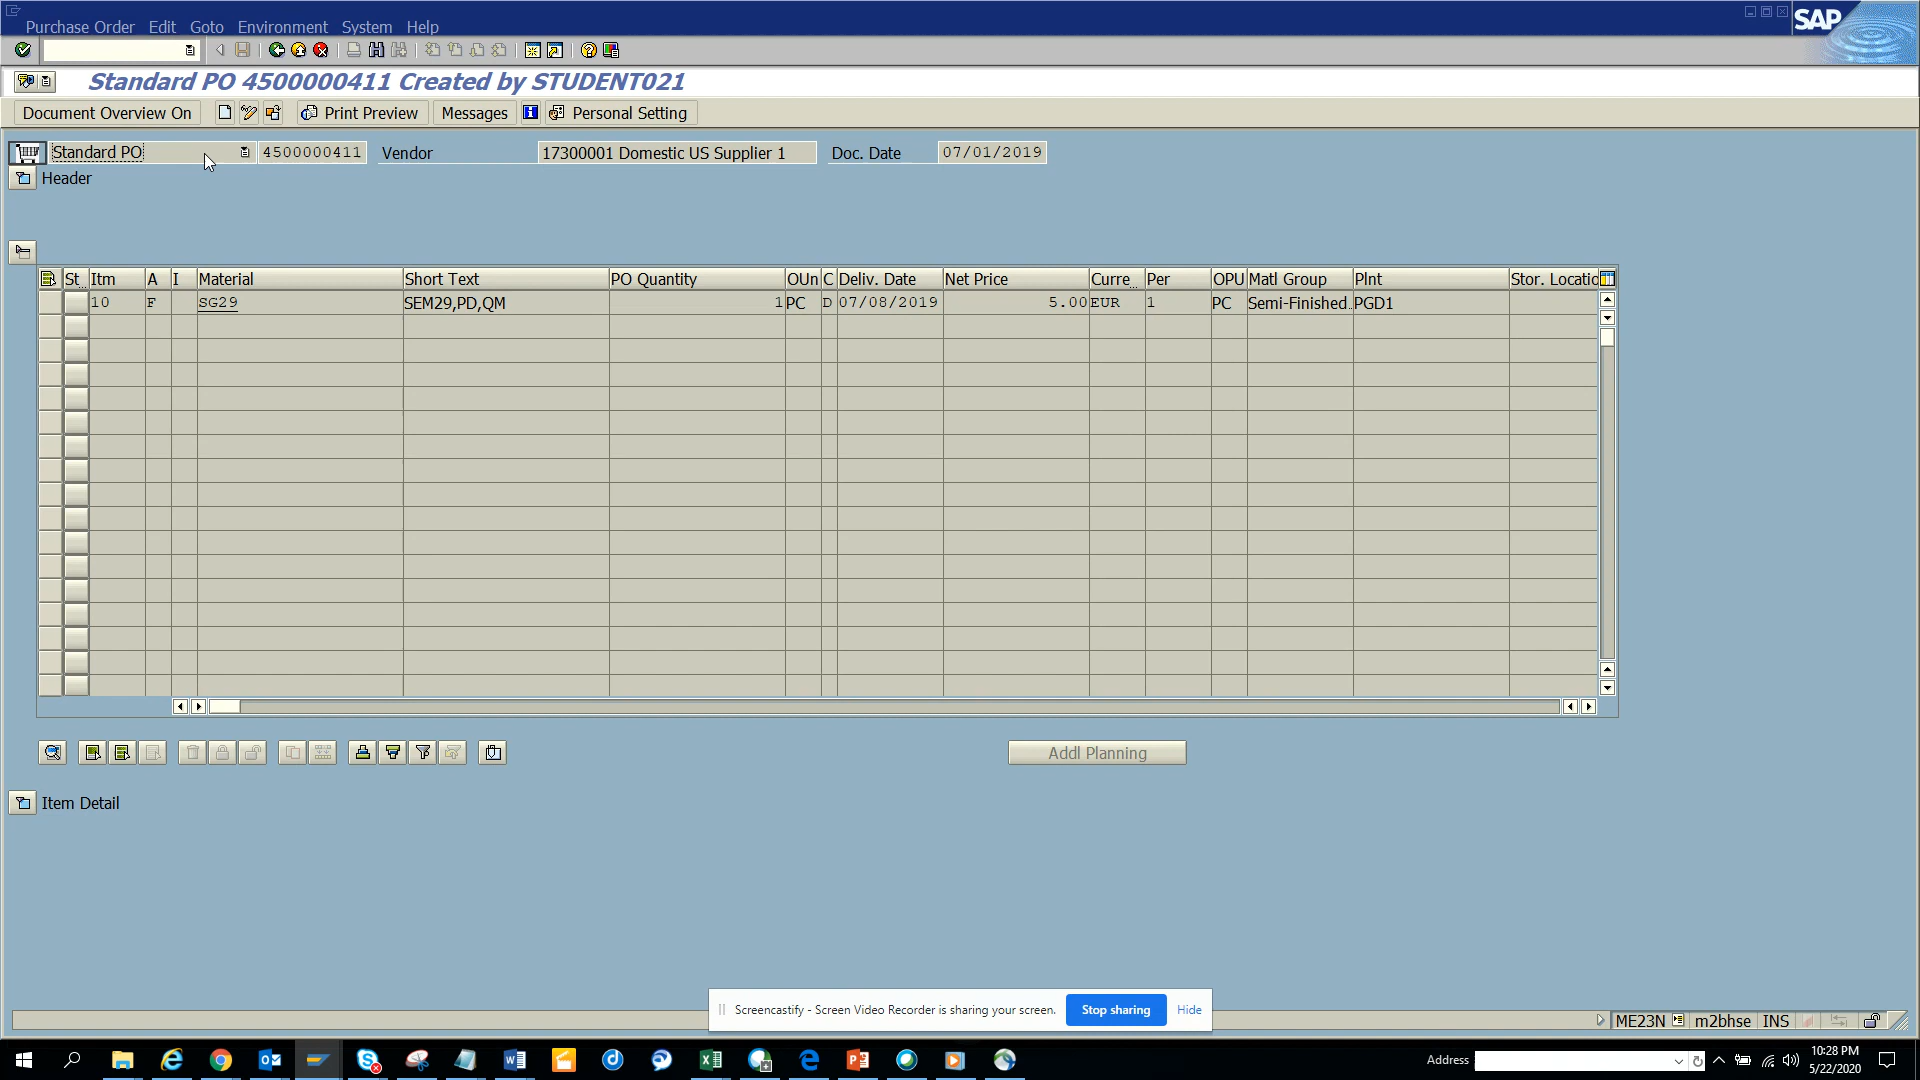 Purchase Order Edit Goto Environment System Help
SAP
Standard PO 4500000411 Created by STUDENT021
Document Overview On Print Preview Messages Personal Setting
Standard PO 4500000411 Vendor 17300001 Domestic US Supplier 1 Doc. Date 07/01/2019
Header
St.. Itm A I Material Short Text PO Quantity OUn C Deliv. Date Net Price Curre... Per OPU Matl Group Plnt Stor. Locatio
10 F SG29 SEM29,PD,QM 1 PC D 07/08/2019 5.00 EUR 1 PC Semi-Finished.. PGD1
Addl Planning
Item Detail
Screencastify - Screen Video Recorder is sharing your screen. Stop sharing Hide
ME23N m2bhse INS
Address 10:28 PM
5/22/2020